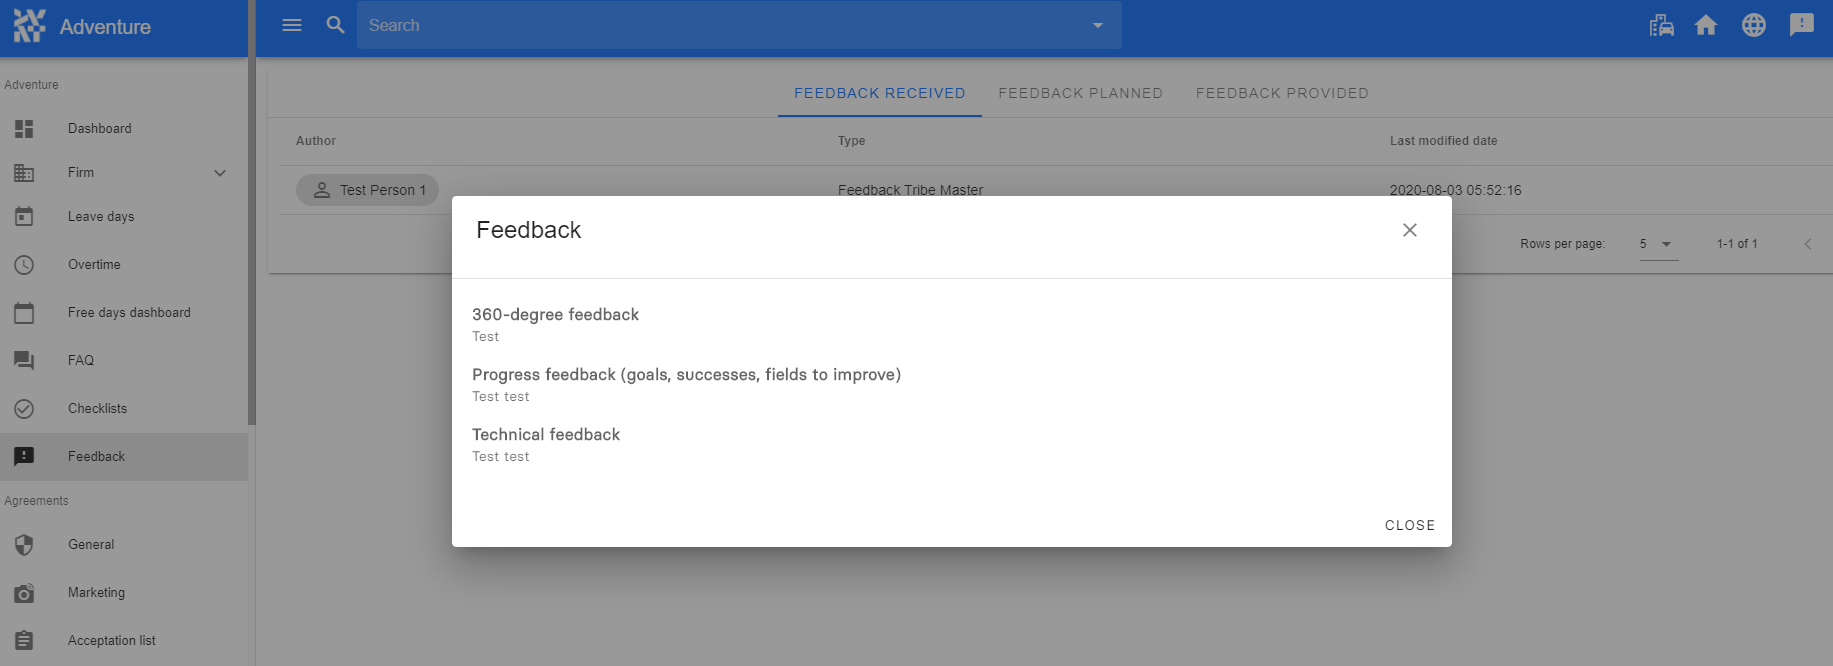 Adventure
Search
Adventure
Dashboard
Firm
Leave days
Overtime
Free days dashboard
FAQ
Checklists
Feedback
Agreements
General
Marketing
Acceptation list
FEEDBACK RECEIVED FEEDBACK PLANNED FEEDBACK PROVIDED
Author Type Last modified date
Test Person 1 Feedback Tribe Master 2020-08-03 05:52:16
Rows per page: 5 1-1 of 1
Feedback
360-degree feedback
Test
Progress feedback (goals, successes, fields to improve)
Test test
Technical feedback
Test test
CLOSE